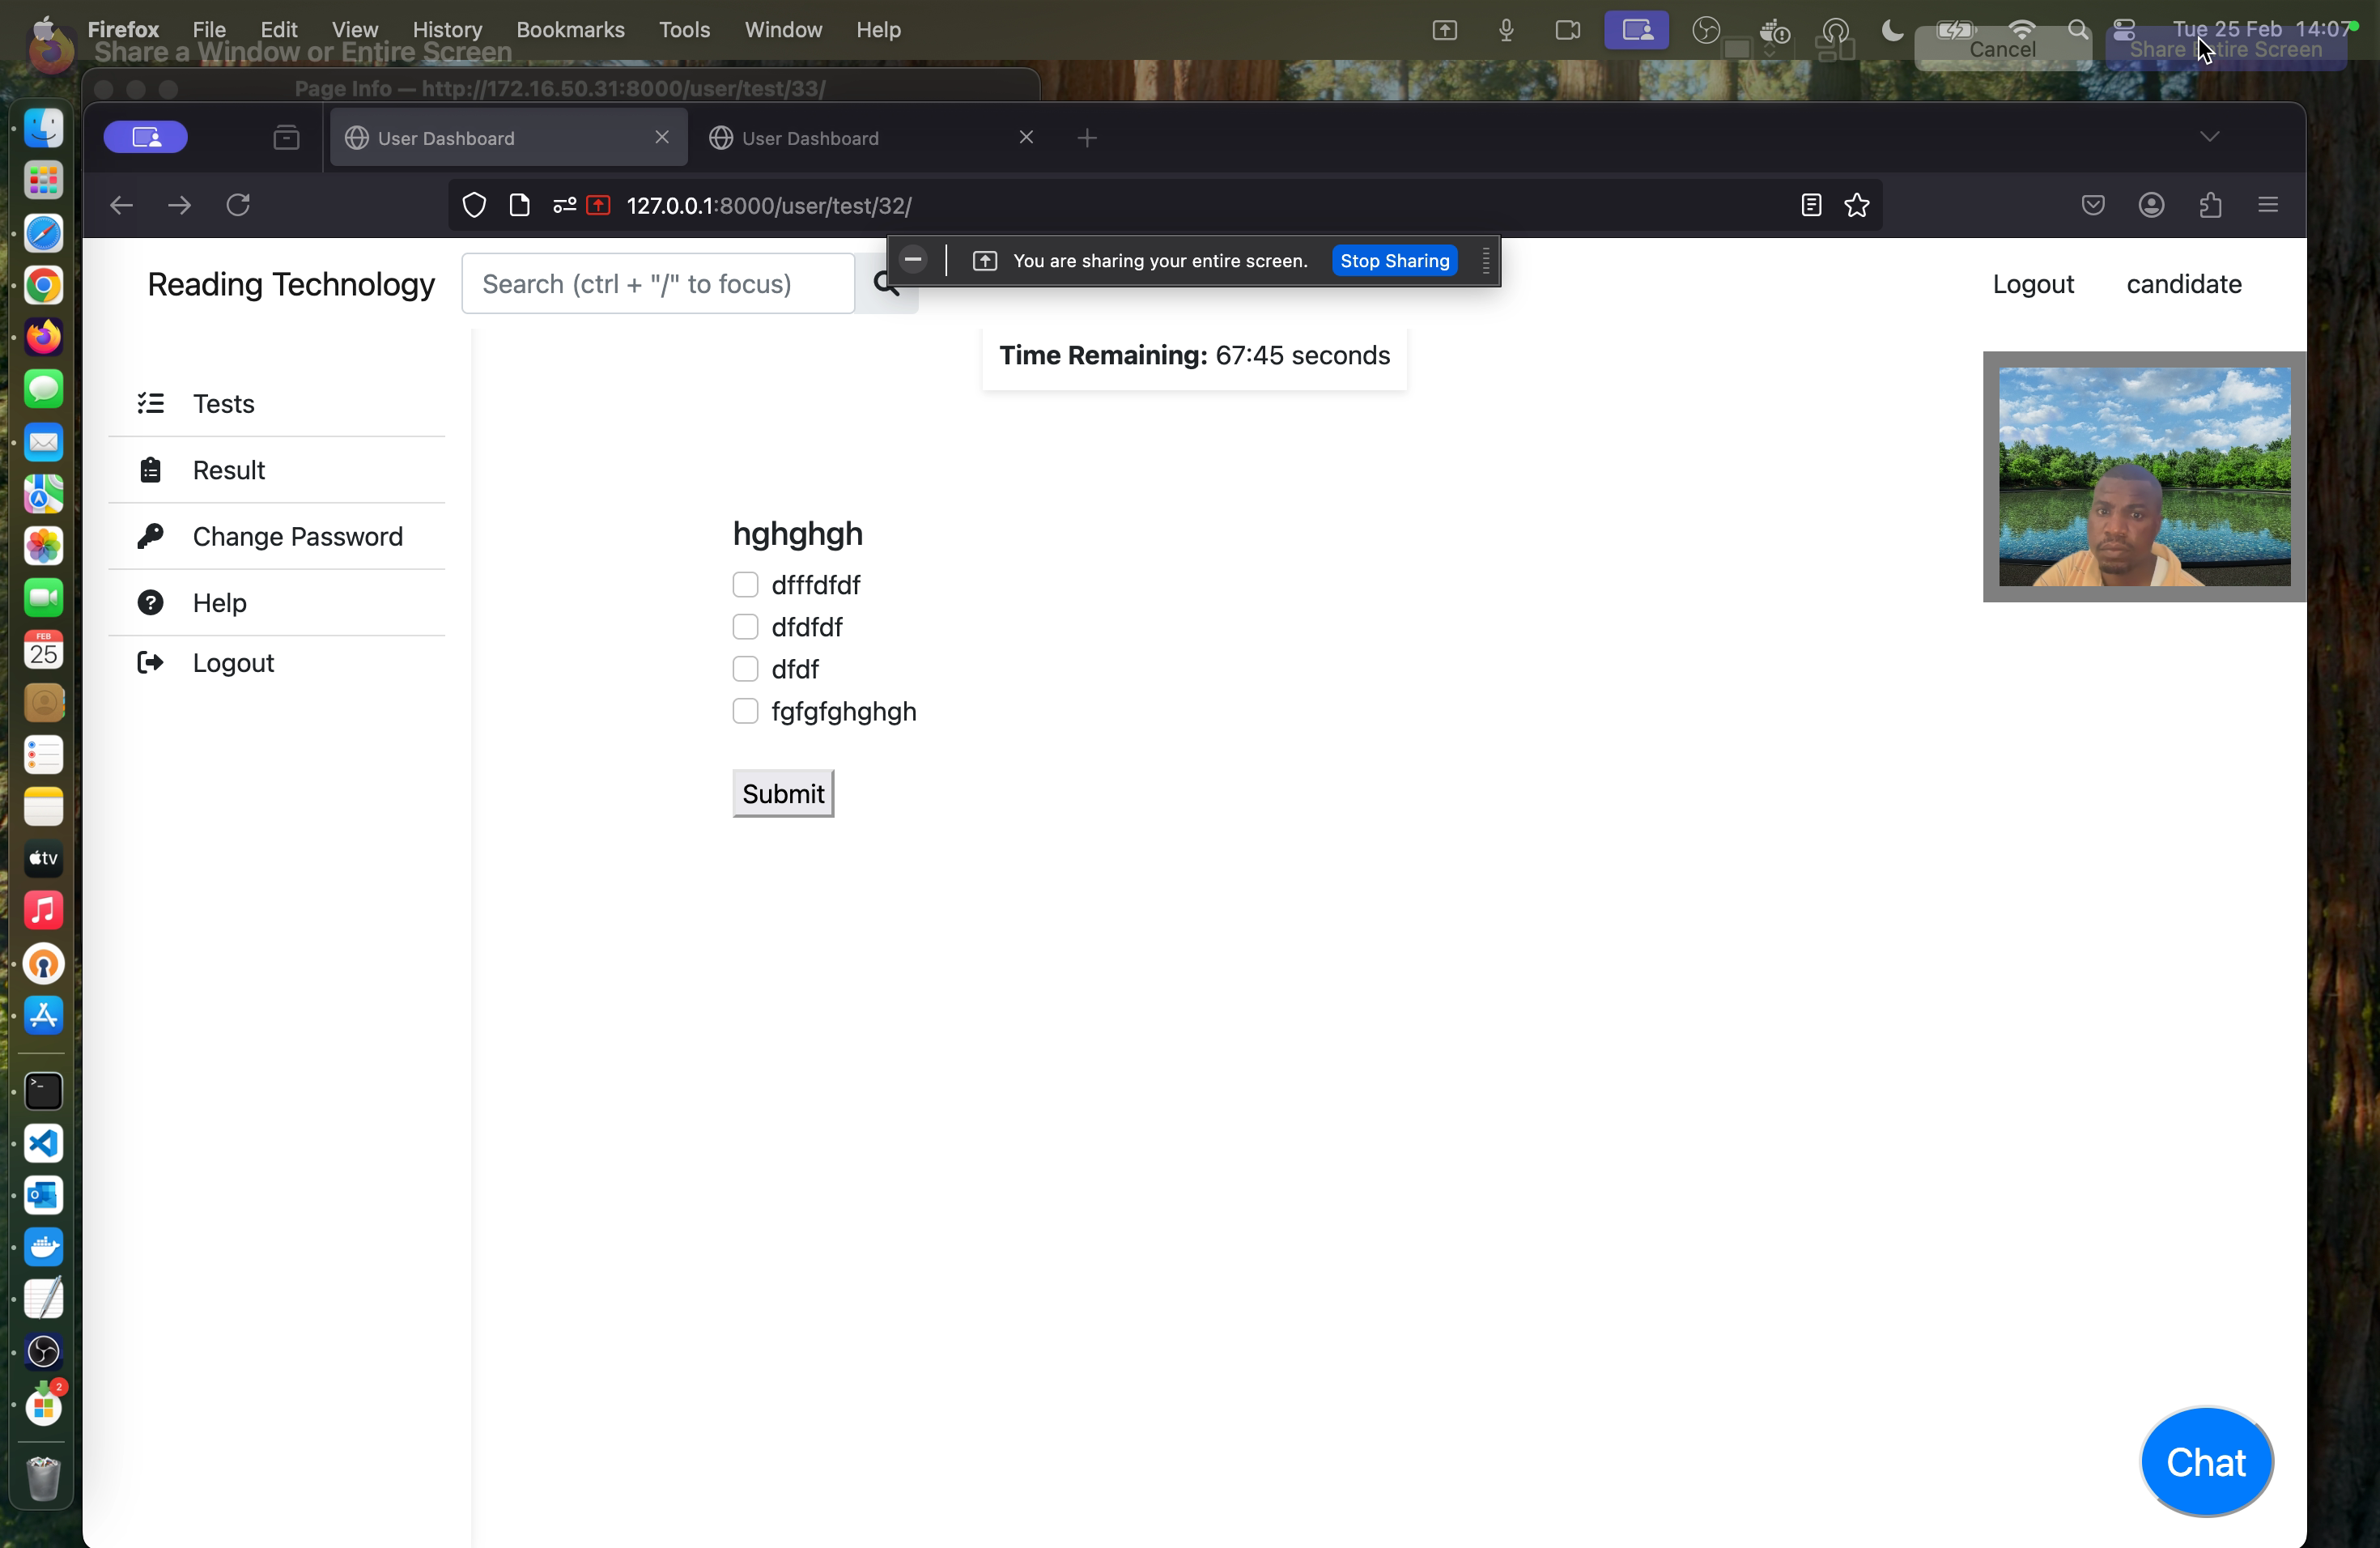 Firefox File Edit View History Bookmarks Tools Window Help Tue 25 Feb 14:07
Share a Window or Entire Screen Cancel Share Entire Screen
Page Info — http://172.16.50.31:8000/user/test/33/
User Dashboard User Dashboard
127.0.0.1:8000/user/test/32/
You are sharing your entire screen. Stop Sharing
Reading Technology Search (ctrl + "/" to focus) Logout candidate
Time Remaining: 67:45 seconds
Tests
Result
Change Password
Help
Logout
hghghgh
dfffdfdf
dfdfdf
dfdf
fgfgfghghgh
Submit
FEB
25
tv
2
Chat